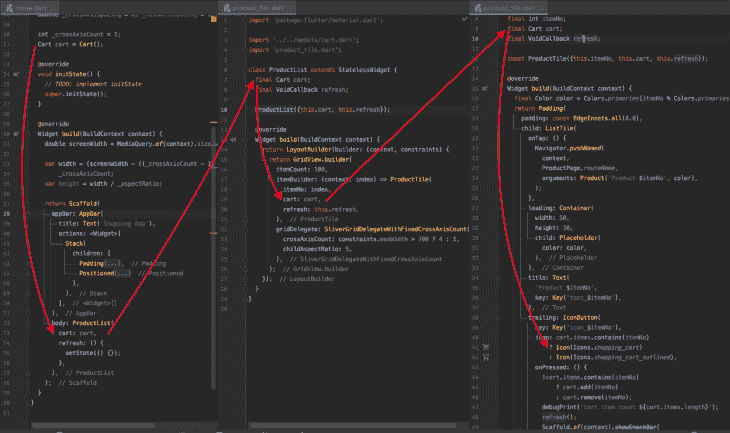 home.dart
int _crossAxisCount = 1;
Cart cart = Cart();
@override
void initState() {
// TODO: implement initState
super.initState();
}
@override
Widget build(BuildContext context) {
double screenWidth = MediaQuery.of(context).size.
var width = (screenWidth - ((_crossAxisCount - 1
_crossAxisCount;
var height = width / _aspectRatio;
return Scaffold(
appBar: AppBar(
title: Text('Shopping App'),
actions: <Widget>[
Stack(
children: [
Padding(...), // Padding
Positioned(...) // Positioned
],
), // Stack
], // <Widget>[]
), // AppBar
body: ProductList(
cart: cart,
refresh: () {
setState(() {});
},
), // ProductList
); // Scaffold
}
}
product_list.dart
import 'package:flutter/material.dart';
import '../../models/cart.dart';
import 'product_tile.dart';
class ProductList extends StatelessWidget {
final Cart cart;
final VoidCallback refresh;
ProductList({this.cart, this.refresh});
@override
Widget build(BuildContext context) {
return LayoutBuilder(builder: (context, constraints) {
return GridView.builder(
itemCount: 100,
itemBuilder: (context, index) => ProductTile(
itemNo: index,
cart: cart,
refresh: this.refresh,
), // ProductTile
gridDelegate: SliverGridDelegateWithFixedCrossAxisCount(
crossAxisCount: constraints.maxWidth > 700 ? 4 : 1,
childAspectRatio: 5,
), // SliverGridDelegateWithFixedCrossAxisCount
); // GridView.builder
}); // LayoutBuilder
}
}
product_tile.dart
final int itemNo;
final Cart cart;
final VoidCallback refresh;
const ProductTile({this.itemNo, this.cart, this.refresh});
@override
Widget build(BuildContext context) {
final Color color = Colors.primaries[itemNo % Colors.primaries
return Padding(
padding: const EdgeInsets.all(8.0),
child: ListTile(
onTap: () {
Navigator.pushNamed(
context,
ProductPage.routeName,
arguments: Product('Product $itemNo', color),
);
},
leading: Container(
width: 50,
height: 30,
child: Placeholder(
color: color,
), // Placeholder
), // Container
title: Text(
'Product $itemNo',
key: Key('text_$itemNo'),
), // Text
trailing: IconButton(
key: Key('icon_$itemNo'),
icon: cart.items.contains(itemNo)
? Icon(Icons.shopping_cart)
: Icon(Icons.shopping_cart_outlined),
onPressed: () {
!cart.items.contains(itemNo)
? cart.add(itemNo)
: cart.remove(itemNo);
debugPrint('cart item count ${cart.items.length}');
refresh();
Scaffold.of(context).showSnackBar(